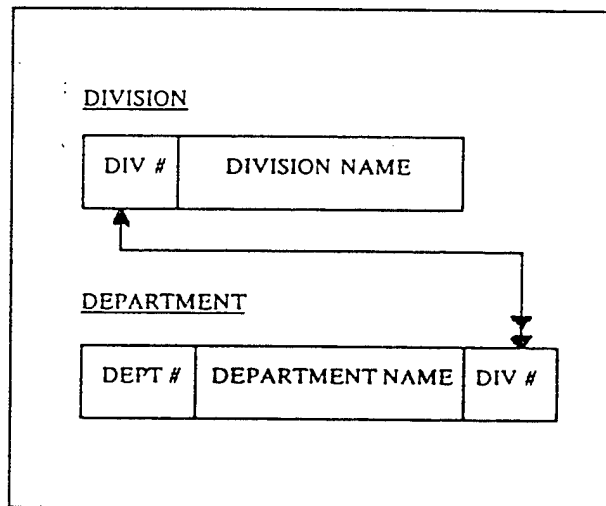 DIVISION
DIV # DIVISION NAME
DEPARTMENT
DEPT # DEPARTMENT NAME DIV #